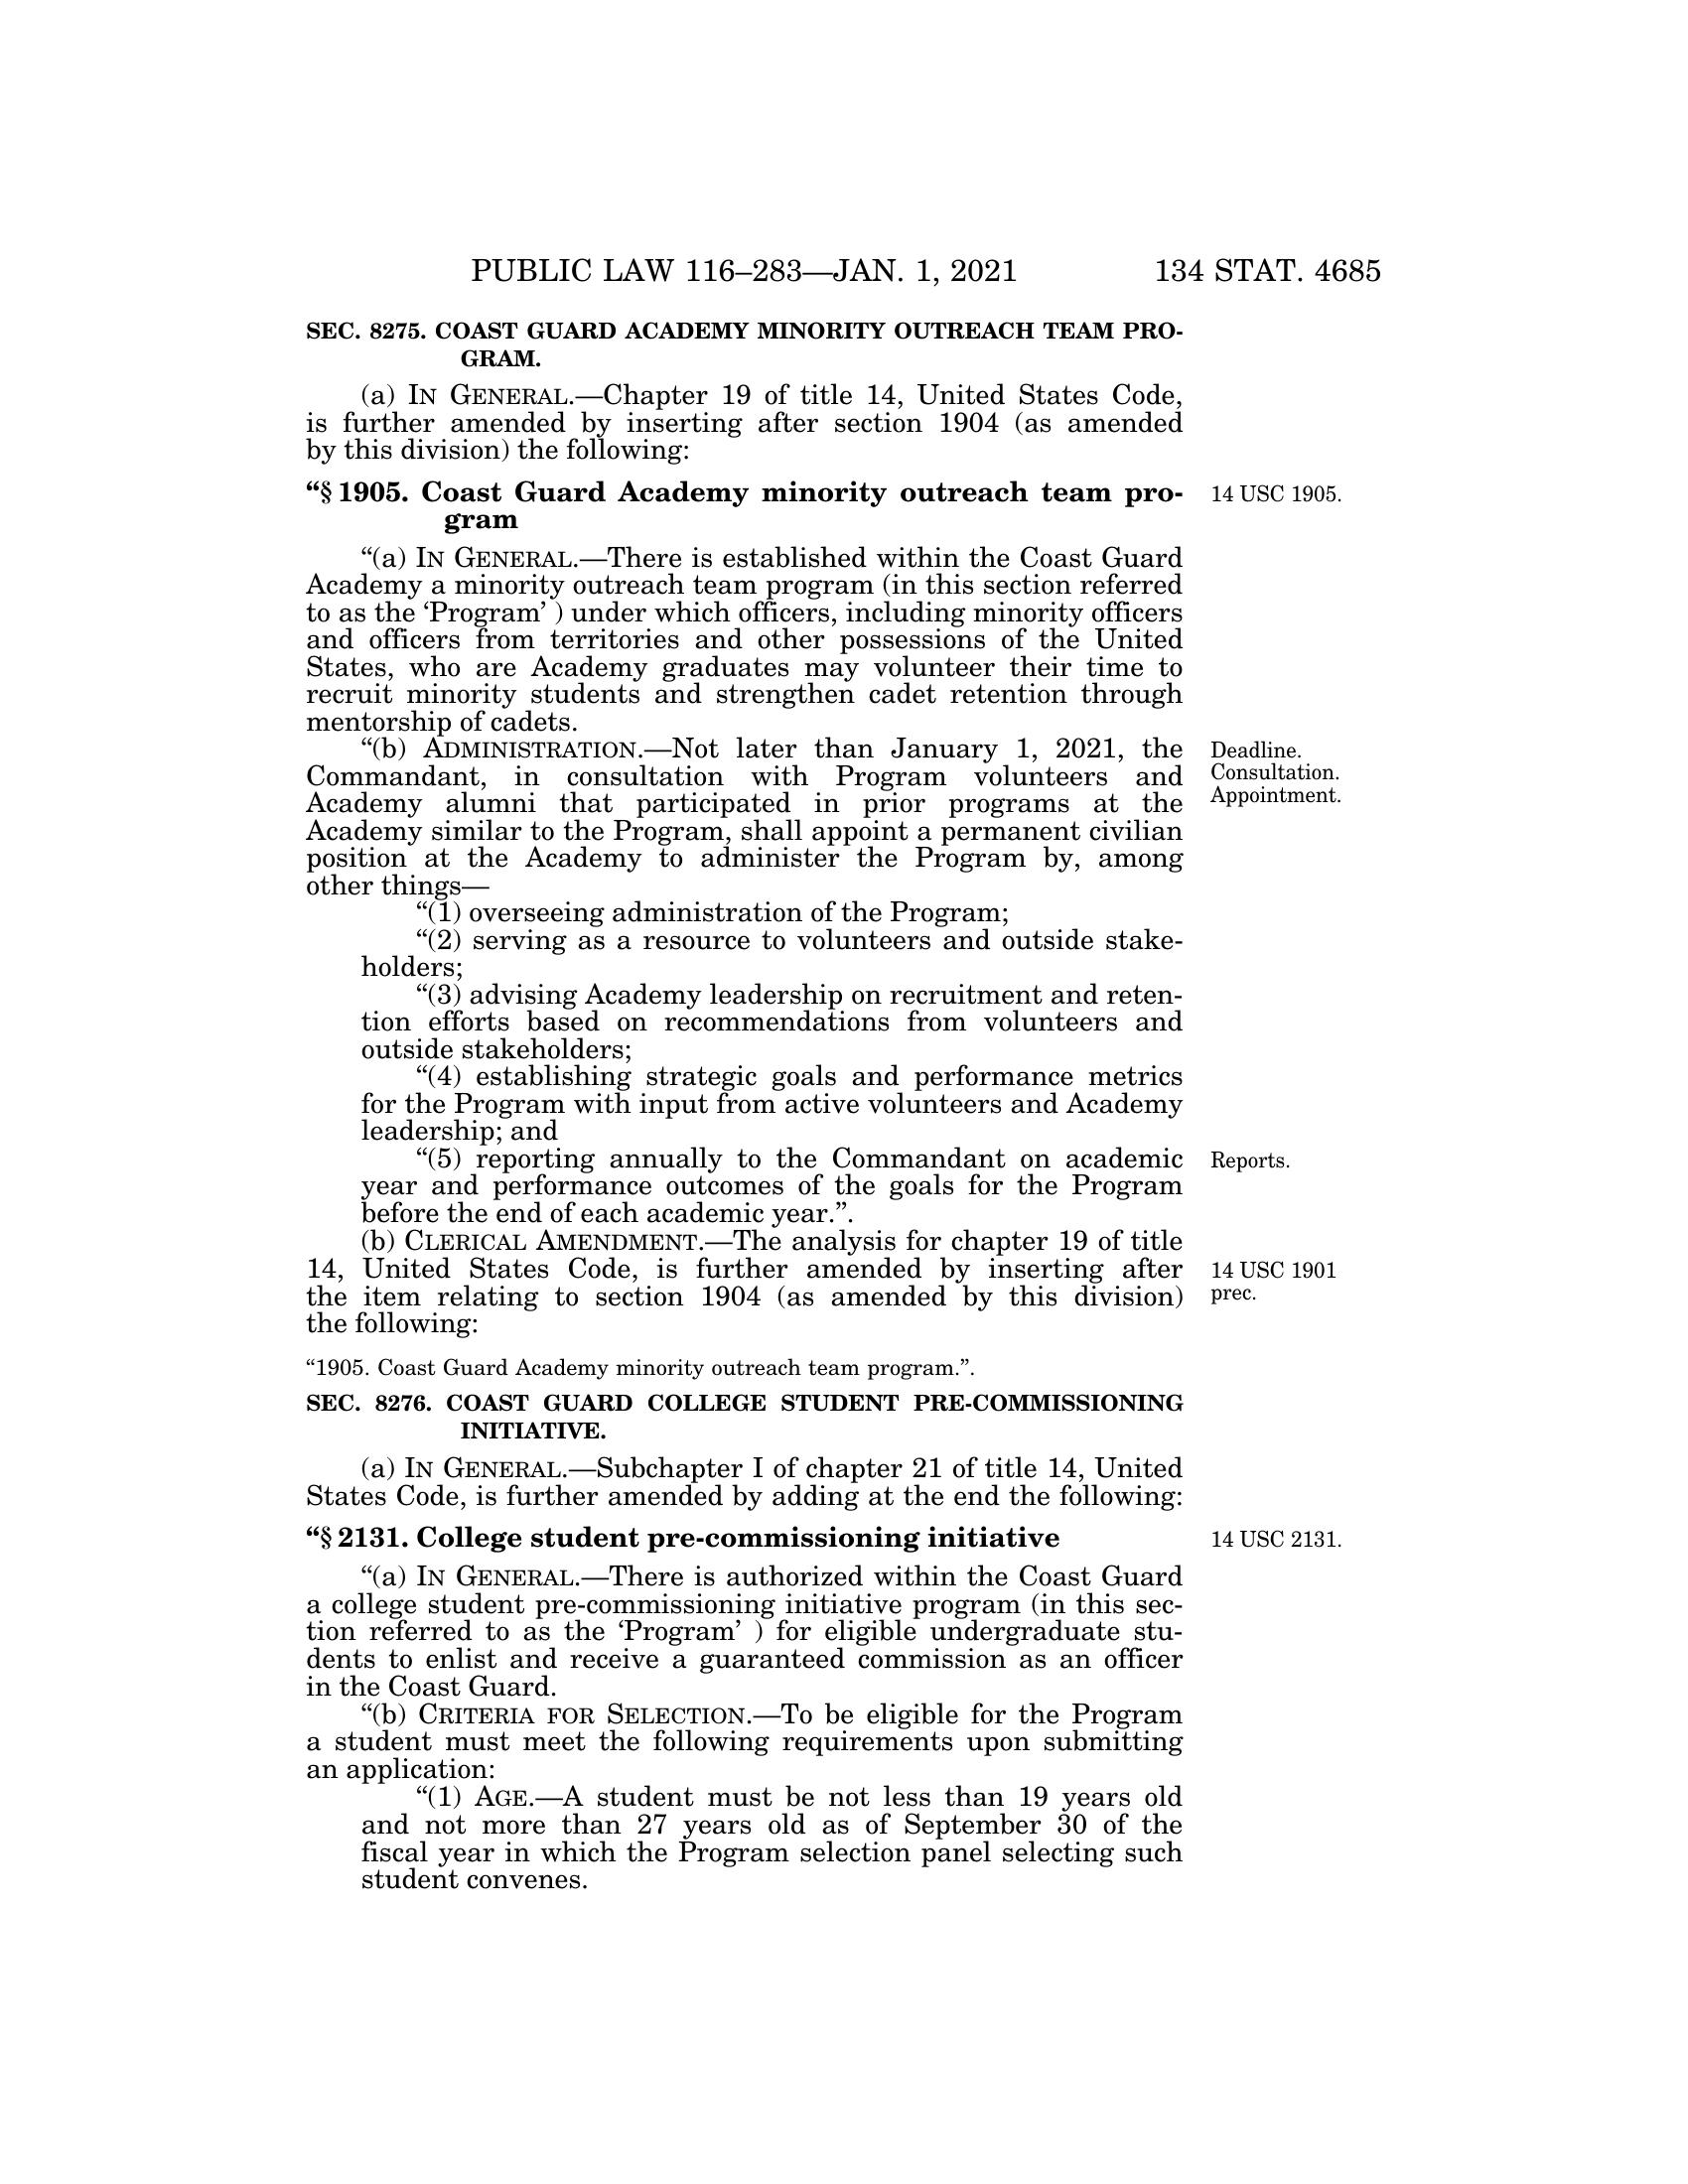 PUBLIC LAW 116–283—JAN. 1, 2021 134 STAT. 4685
SEC. 8275. COAST GUARD ACADEMY MINORITY OUTREACH TEAM PRO-
GRAM.
(a) IN GENERAL.—Chapter 19 of title 14, United States Code,
is further amended by inserting after section 1904 (as amended
by this division) the following:
“§ 1905. Coast Guard Academy minority outreach team pro-
gram
14 USC 1905.
“(a) IN GENERAL.—There is established within the Coast Guard
Academy a minority outreach team program (in this section referred
to as the ‘Program’ ) under which officers, including minority officers
and officers from territories and other possessions of the United
States, who are Academy graduates may volunteer their time to
recruit minority students and strengthen cadet retention through
mentorship of cadets.
“(b) ADMINISTRATION.—Not later than January 1, 2021, the
Commandant, in consultation with Program volunteers and
Academy alumni that participated in prior programs at the
Academy similar to the Program, shall appoint a permanent civilian
position at the Academy to administer the Program by, among
other things—
Deadline.
Consultation.
Appointment.
“(1) overseeing administration of the Program;
“(2) serving as a resource to volunteers and outside stake-
holders;
“(3) advising Academy leadership on recruitment and reten-
tion efforts based on recommendations from volunteers and
outside stakeholders;
“(4) establishing strategic goals and performance metrics
for the Program with input from active volunteers and Academy
leadership; and
“(5) reporting annually to the Commandant on academic
year and performance outcomes of the goals for the Program
before the end of each academic year.”.
Reports.
(b) CLERICAL AMENDMENT.—The analysis for chapter 19 of title
14, United States Code, is further amended by inserting after
the item relating to section 1904 (as amended by this division)
the following:
14 USC 1901
prec.
“1905. Coast Guard Academy minority outreach team program.”.
SEC. 8276. COAST GUARD COLLEGE STUDENT PRE-COMMISSIONING
INITIATIVE.
(a) IN GENERAL.—Subchapter I of chapter 21 of title 14, United
States Code, is further amended by adding at the end the following:
“§ 2131. College student pre-commissioning initiative
14 USC 2131.
“(a) IN GENERAL.—There is authorized within the Coast Guard
a college student pre-commissioning initiative program (in this sec-
tion referred to as the ‘Program’ ) for eligible undergraduate stu-
dents to enlist and receive a guaranteed commission as an officer
in the Coast Guard.
“(b) CRITERIA FOR SELECTION.—To be eligible for the Program
a student must meet the following requirements upon submitting
an application:
“(1) AGE.—A student must be not less than 19 years old
and not more than 27 years old as of September 30 of the
fiscal year in which the Program selection panel selecting such
student convenes.